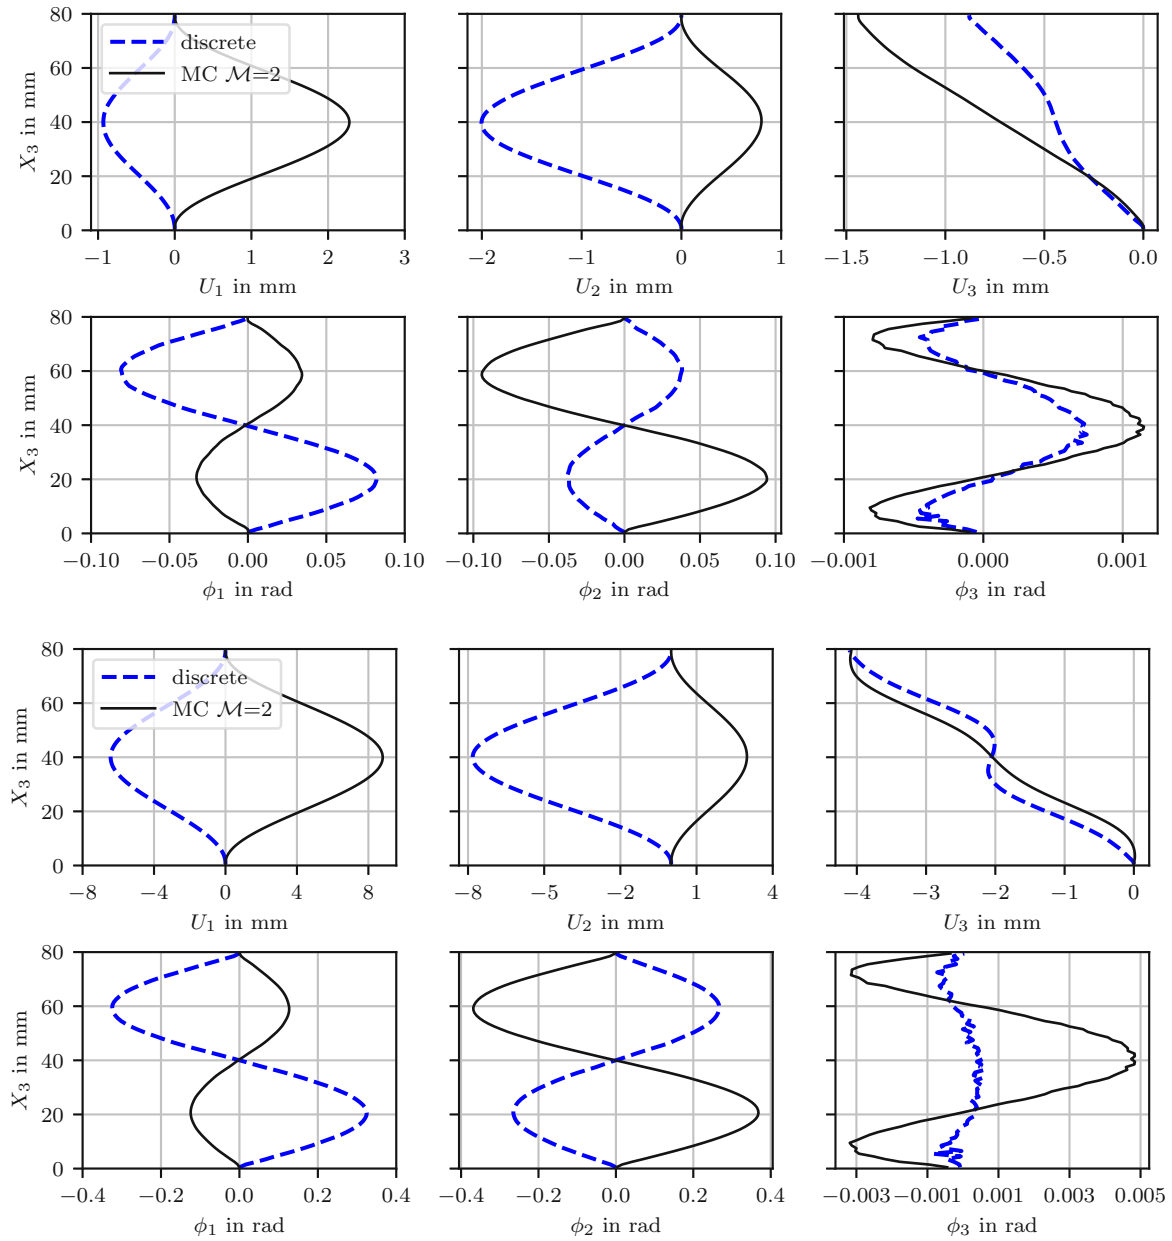 80
60
40
20
0
X₃ in mm
discrete
MC ℳ=2
−1 0 1 2 3
U₁ in mm
−2 −1 0 1
U₂ in mm
−1.5 −1.0 −0.5 0.0
U₃ in mm
80
60
40
20
0
X₃ in mm
−0.10 −0.05 0.00 0.05 0.10
ϕ₁ in rad
−0.10 −0.05 0.00 0.05 0.10
ϕ₂ in rad
−0.001 0.000 0.001
ϕ₃ in rad
80
60
40
20
0
X₃ in mm
discrete
MC ℳ=2
−8 −4 0 4 8
U₁ in mm
−8 −5 −2 1 4
U₂ in mm
−4 −3 −2 −1 0
U₃ in mm
80
60
40
20
0
X₃ in mm
−0.4 −0.2 0.0 0.2 0.4
ϕ₁ in rad
−0.4 −0.2 0.0 0.2 0.4
ϕ₂ in rad
−0.003 −0.001 0.001 0.003 0.005
ϕ₃ in rad